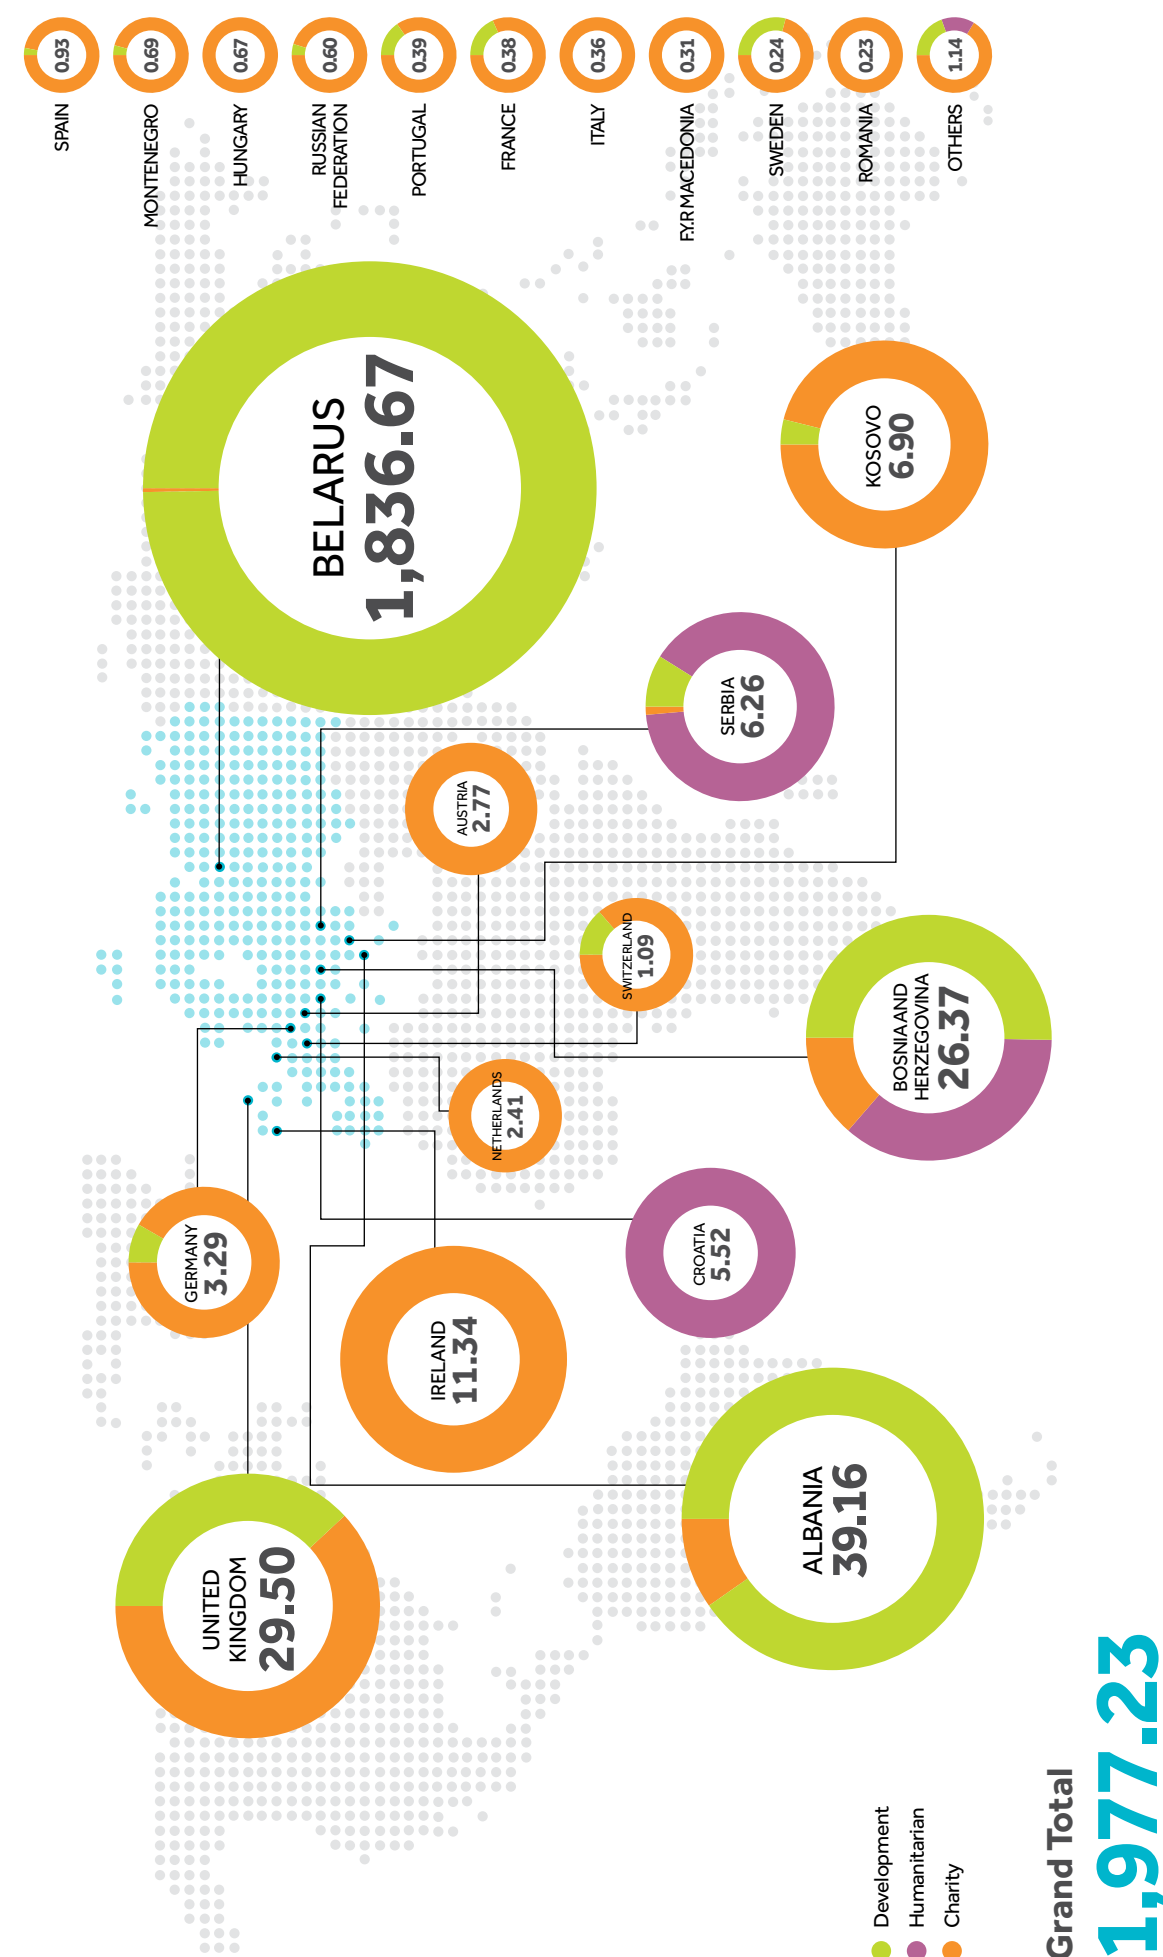 UNITED
KINGDOM
29.50
GERMANY
3.29
IRELAND
11.34
ALBANIA
39.16
CROATIA
5.52
NETHERLANDS
2.41
BOSNIA AND
HERZEGOVINA
26.37
SWITZERLAND
1.09
AUSTRIA
2.77
SERBIA
6.26
BELARUS
1,836.67
KOSOVO
6.90
SPAIN
0.93
MONTENEGRO
0.69
HUNGARY
0.67
RUSSIAN
FEDERATION
0.60
PORTUGAL
0.39
FRANCE
0.38
ITALY
0.36
F.Y.R MACEDONIA
0.31
SWEDEN
0.24
ROMANIA
0.23
OTHERS
1.14
Development
Humanitarian
Charity
Grand Total
1,977.23